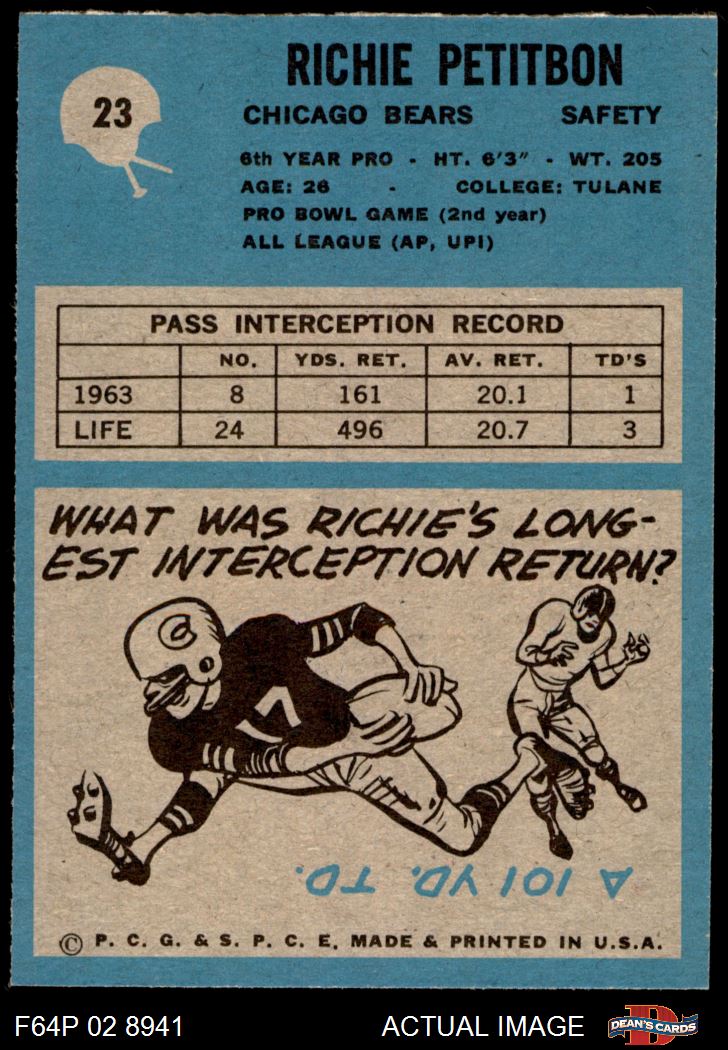 RICHIE PETITBON
23
CHICAGO BEARS SAFETY
6th YEAR PRO - HT. 6'3" - WT. 205
AGE: 26 - COLLEGE: TULANE
PRO BOWL GAME (2nd year)
ALL LEAGUE (AP, UPI)
PASS INTERCEPTION RECORD
NO. YDS. RET. AV. RET. TD'S
1963 8 161 20.1 1
LIFE 24 496 20.7 3
WHAT WAS RICHIE'S LONG-
EST INTERCEPTION RETURN?
C
17
A 101 YD. TD.
© P. C. G. & S. P. C. E. MADE & PRINTED IN U.S.A.
F64P 02 8941 ACTUAL IMAGE
D
DEAN'S CARDS